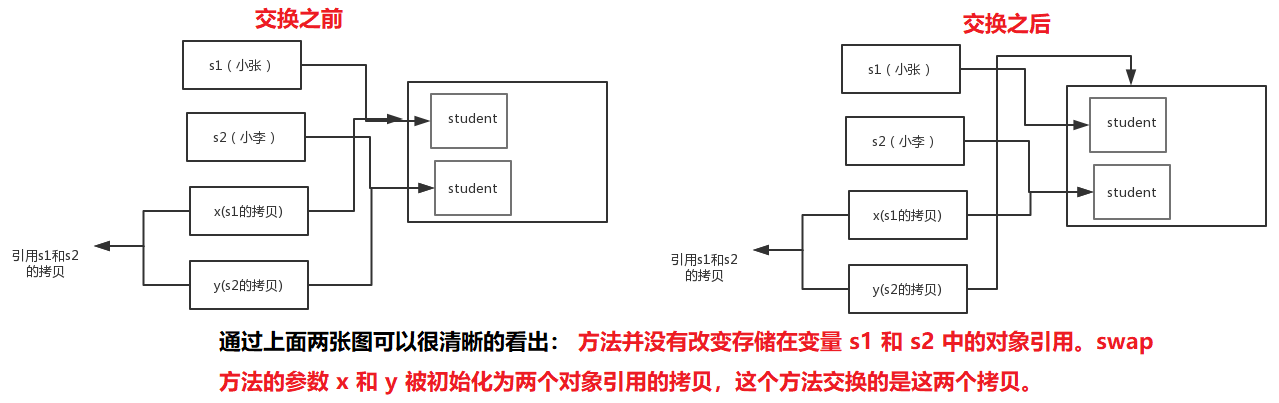 交换之前
s1（小张）
student
s2（小李）
student
x(s1的拷贝)
引用s1和s2
的拷贝
y(s2的拷贝)
交换之后
s1（小张）
student
s2（小李）
student
x(s1的拷贝)
引用s1和s2
的拷贝
y(s2的拷贝)
通过上面两张图可以很清晰的看出： 方法并没有改变存储在变量 s1 和 s2 中的对象引用。swap
方法的参数 x 和 y 被初始化为两个对象引用的拷贝，这个方法交换的是这两个拷贝。